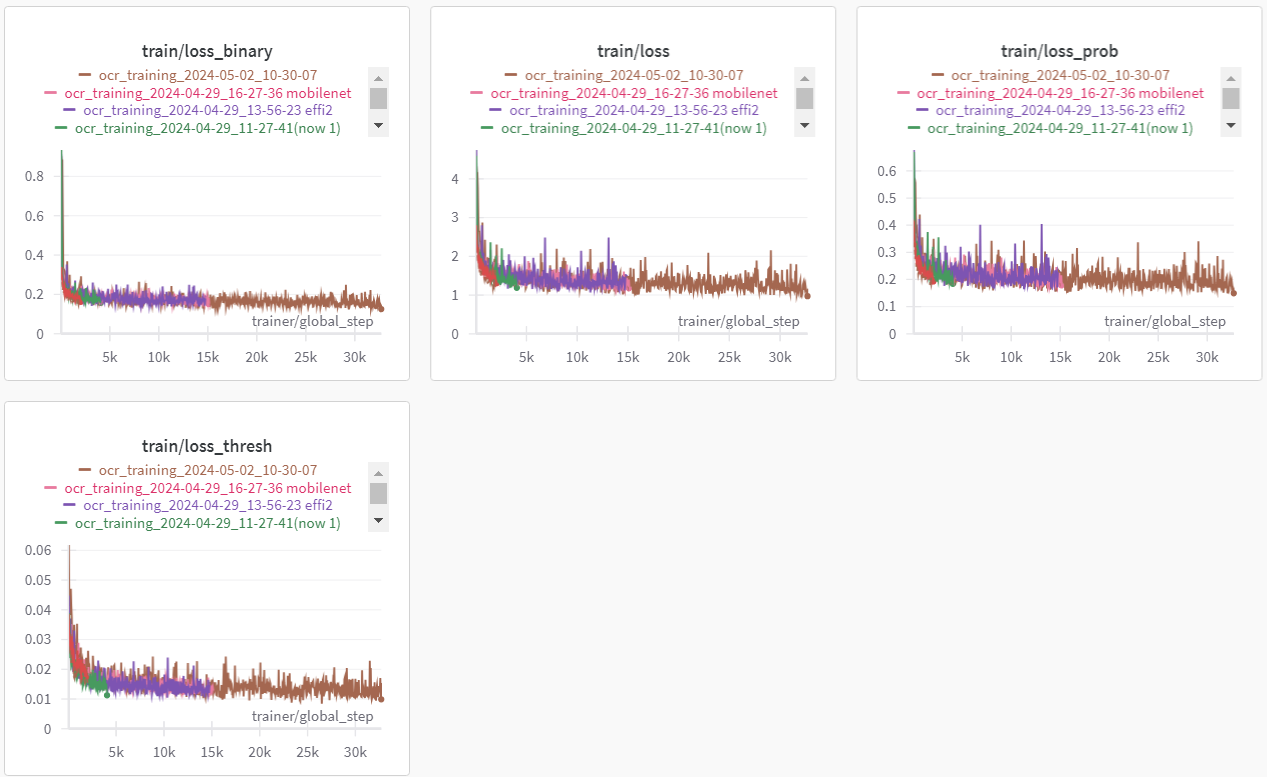 train/loss_binary
ocr_training_2024-05-02_10-30-07
ocr_training_2024-04-29_16-27-36 mobilenet
ocr_training_2024-04-29_13-56-23 effi2
ocr_training_2024-04-29_11-27-41(now 1)
0.8
0.6
0.4
0.2
0
trainer/global_step
5k 10k 15k 20k 25k 30k
train/loss
ocr_training_2024-05-02_10-30-07
ocr_training_2024-04-29_16-27-36 mobilenet
ocr_training_2024-04-29_13-56-23 effi2
ocr_training_2024-04-29_11-27-41(now 1)
4
3
2
1
0
trainer/global_step
5k 10k 15k 20k 25k 30k
train/loss_prob
ocr_training_2024-05-02_10-30-07
ocr_training_2024-04-29_16-27-36 mobilenet
ocr_training_2024-04-29_13-56-23 effi2
ocr_training_2024-04-29_11-27-41(now 1)
0.6
0.5
0.4
0.3
0.2
0.1
0
trainer/global_step
5k 10k 15k 20k 25k 30k
train/loss_thresh
ocr_training_2024-05-02_10-30-07
ocr_training_2024-04-29_16-27-36 mobilenet
ocr_training_2024-04-29_13-56-23 effi2
ocr_training_2024-04-29_11-27-41(now 1)
0.06
0.05
0.04
0.03
0.02
0.01
0
trainer/global_step
5k 10k 15k 20k 25k 30k